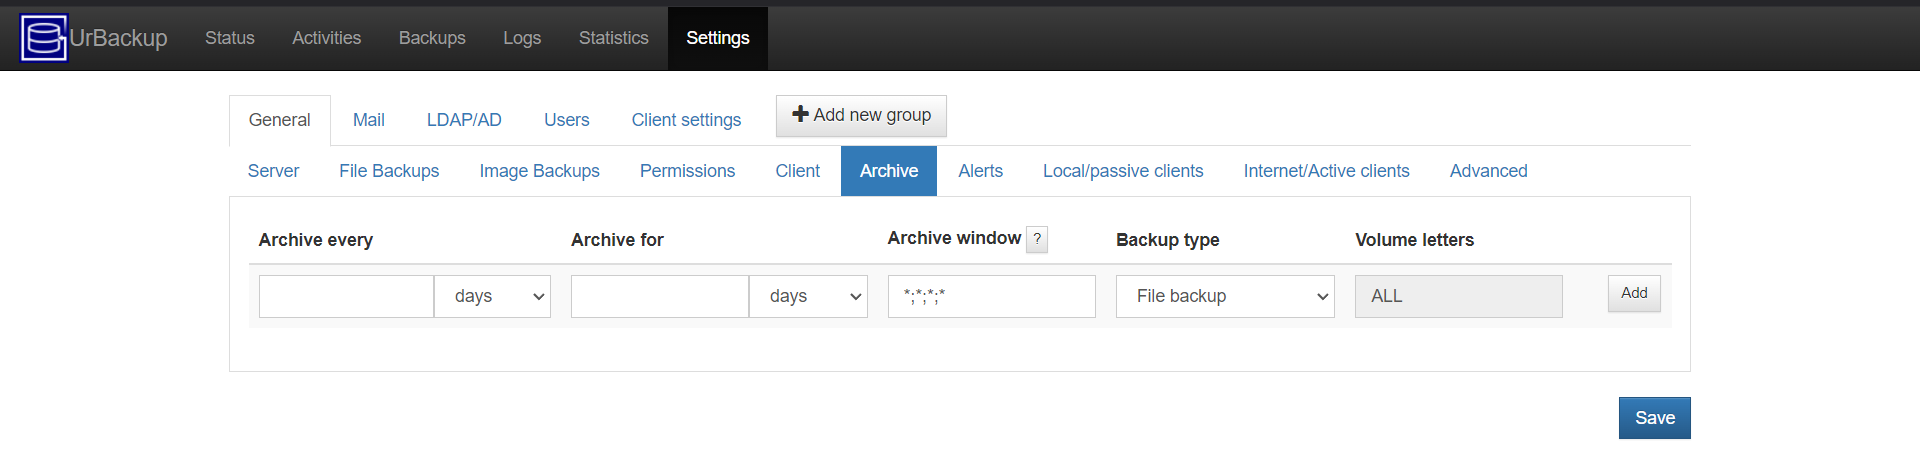 UrBackup Status Activities Backups Logs Statistics Settings
General Mail LDAP/AD Users Client settings Add new group
Server File Backups Image Backups Permissions Client Archive Alerts Local/passive clients Internet/Active clients Advanced
Archive every Archive for Archive window ? Backup type Volume letters
days days *;*;*;* File backup ALL Add
Save